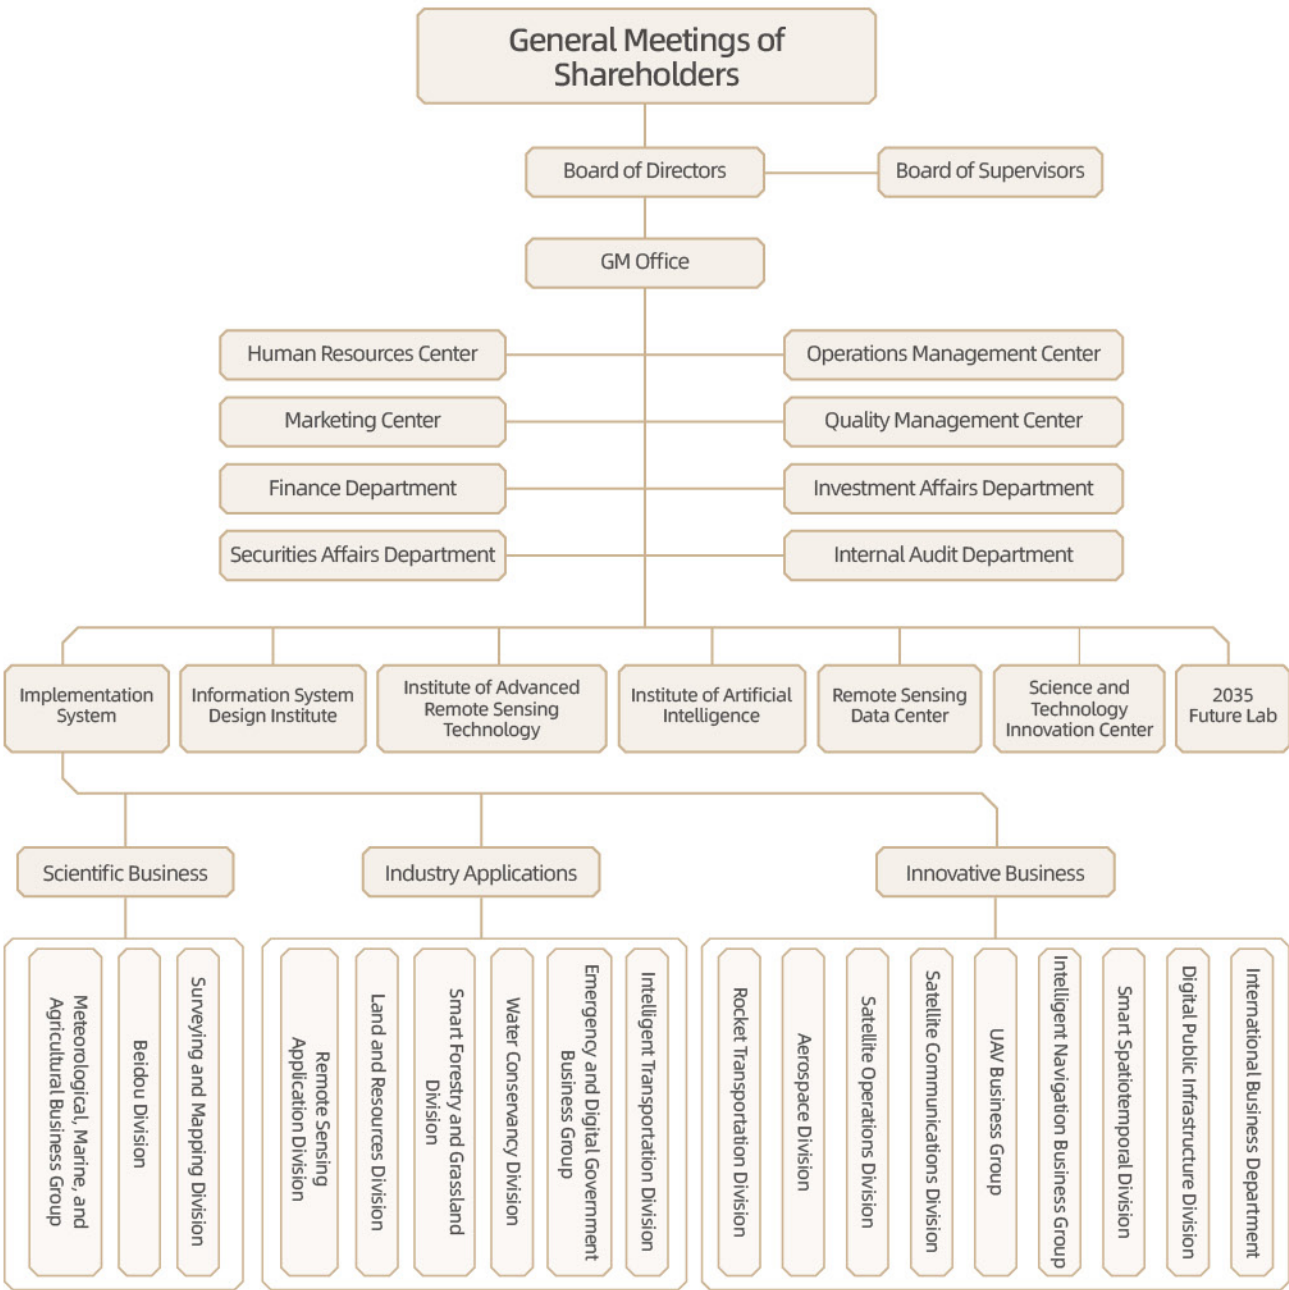 General Meetings of
Shareholders
Board of Directors
Board of Supervisors
GM Office
Human Resources Center
Operations Management Center
Marketing Center
Quality Management Center
Finance Department
Investment Affairs Department
Securities Affairs Department
Internal Audit Department
Implementation
System
Information System
Design Institute
Institute of Advanced
Remote Sensing
Technology
Institute of Artificial
Intelligence
Remote Sensing
Data Center
Science and
Technology
Innovation Center
2035
Future Lab
Scientific Business
Industry Applications
Innovative Business
Meteorological, Marine, and
Agricultural Business Group
Beidou Division
Surveying and Mapping Division
Remote Sensing
Application Division
Land and Resources Division
Smart Forestry and Grassland
Division
Water Conservancy Division
Emergency and Digital Government
Business Group
Intelligent Transportation Division
Rocket Transportation Division
Aerospace Division
Satellite Operations Division
Satellite Communications Division
UAV Business Group
Intelligent Navigation Business Group
Smart Spatiotemporal Division
Digital Public Infrastructure Division
International Business Department